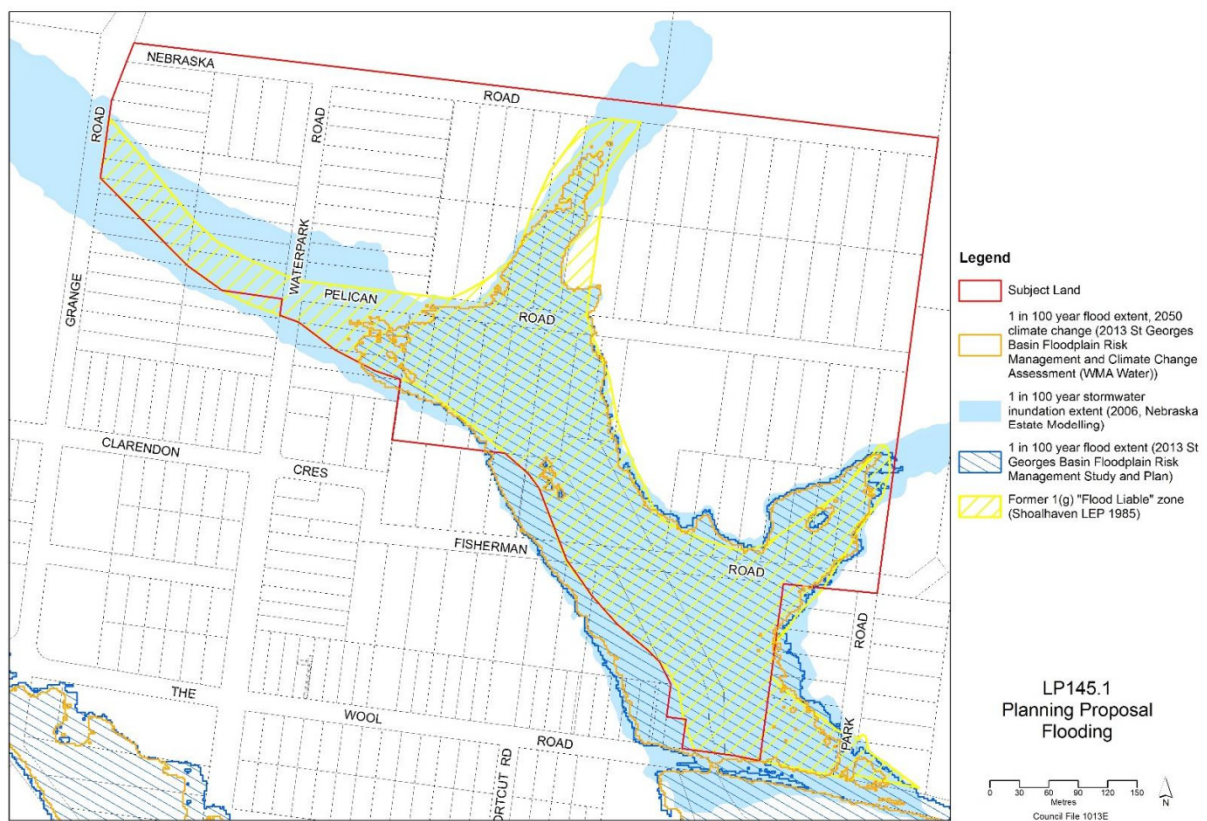 NEBRASKA
ROAD
ROAD
ROAD
WATERPARK
GRANGE
PELICAN
ROAD
CLARENDON
CRES
FISHERMAN
ROAD
ROAD
PARK
THE
WOOL
ROAD
ORTCUT RD
Legend
Subject Land
1 in 100 year flood extent, 2050
climate change (2013 St Georges
Basin Floodplain Risk
Management and Climate Change
Assessment (WMA Water))
1 in 100 year stormwater
inundation extent (2006, Nebraska
Estate Modelling)
1 in 100 year flood extent (2013 St
Georges Basin Floodplain Risk
Management Study and Plan)
Former 1(g) "Flood Liable" zone
(Shoalhaven LEP 1985)
LP145.1
Planning Proposal
Flooding
0 30 60 90 120 150
Metres
N
Council File 1013E